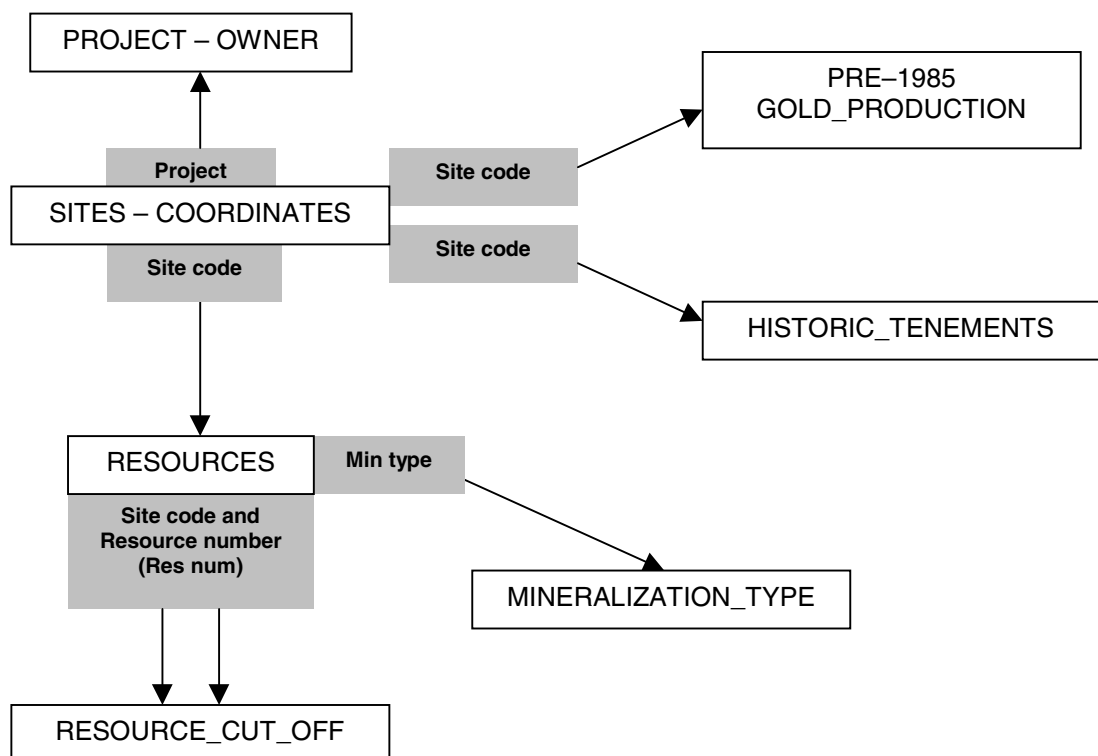 PROJECT – OWNER
PRE–1985
GOLD_PRODUCTION
Project
Site code
SITES – COORDINATES
Site code
Site code
HISTORIC_TENEMENTS
RESOURCES
Min type
Site code and
Resource number
(Res num)
MINERALIZATION_TYPE
RESOURCE_CUT_OFF